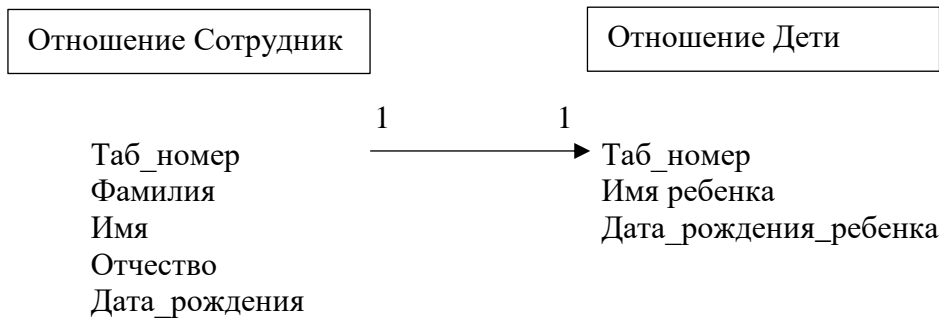 Отношение Сотрудник
Отношение Дети
1
1
Таб_номер
Фамилия
Имя
Отчество
Дата_рождения
Таб_номер
Имя ребенка
Дата_рождения_ребенка